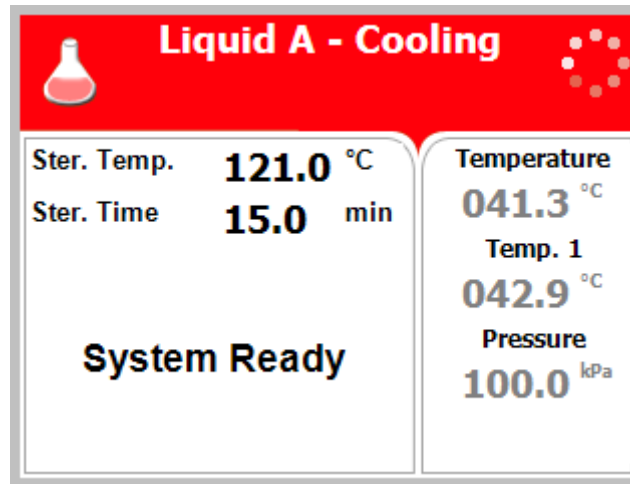 Liquid A - Cooling
Ster. Temp. 121.0 °C
Ster. Time 15.0 min
System Ready
Temperature
041.3 °C
Temp. 1
042.9 °C
Pressure
100.0 kPa